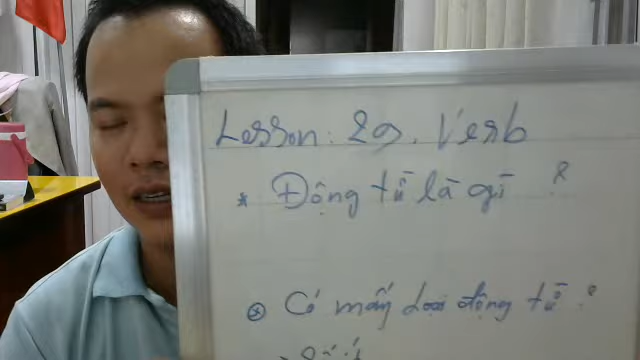 Lesson: 29. Verb
* Động từ là gì ?
⊛ Có mấy loại động từ ?